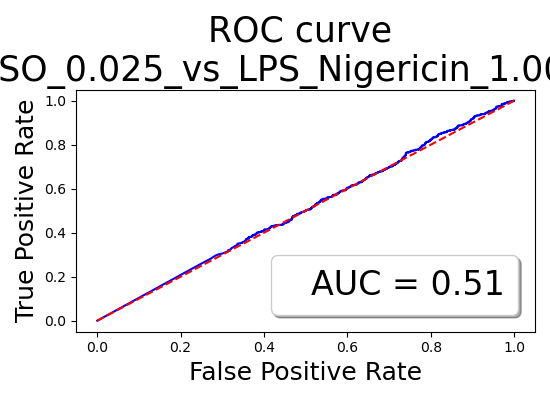 ROC curve
SO_0.025_vs_LPS_Nigericin_1.00
True Positive Rate
1.0
0.8
0.6
0.4
0.2
0.0
AUC = 0.51
0.0 0.2 0.4 0.6 0.8 1.0
False Positive Rate